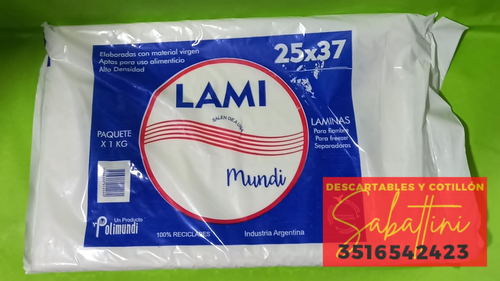 Elaboradas con material virgen
Aptas para uso alimenticio
Alta Densidad
25x37
LAMI
SALEN DE A UNA
Mundi
PAQUETE
X 1 KG
LAMINAS
Para fiambre
Para freezer
Separadoras
Un Producto
Polimundi
100% RECICLABES
Industria Argentina
DESCARTABLES Y COTILLÓN
Sabattini
3516542423